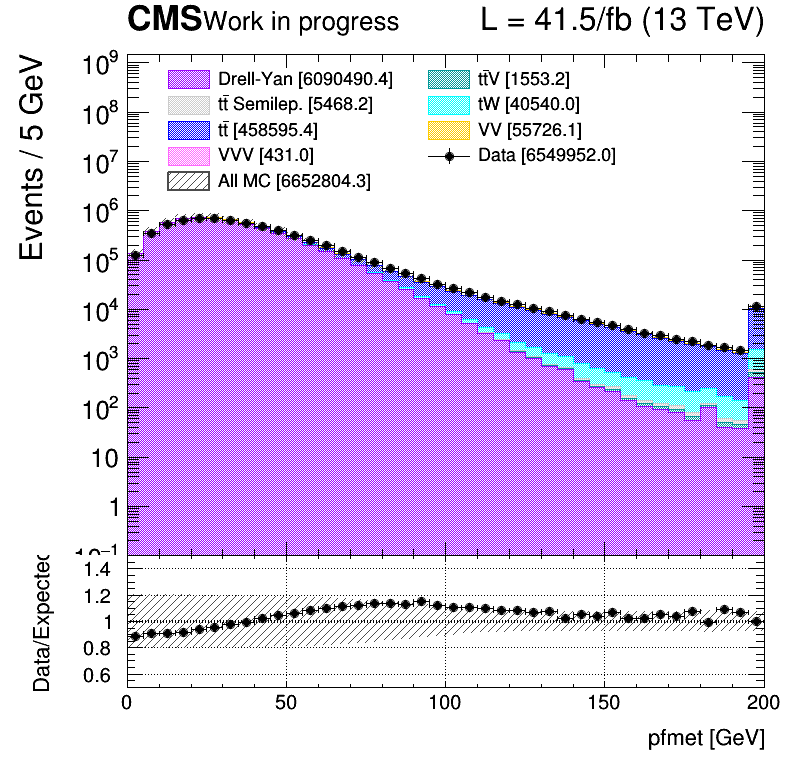 CMS Work in progress L = 41.5/fb (13 TeV)
Events / 5 GeV
10⁹
10⁸
10⁷
10⁶
10⁵
10⁴
10³
10²
10
1
10⁻¹
Drell-Yan [6090490.4]
tt̄ Semilep. [5468.2]
tt̄ [458595.4]
VVV [431.0]
All MC [6652804.3]
tt̄V [1553.2]
tW [40540.0]
VV [55726.1]
Data [6549952.0]
Data/Expected
1.4
1.2
1
0.8
0.6
0 50 100 150 200
pfmet [GeV]